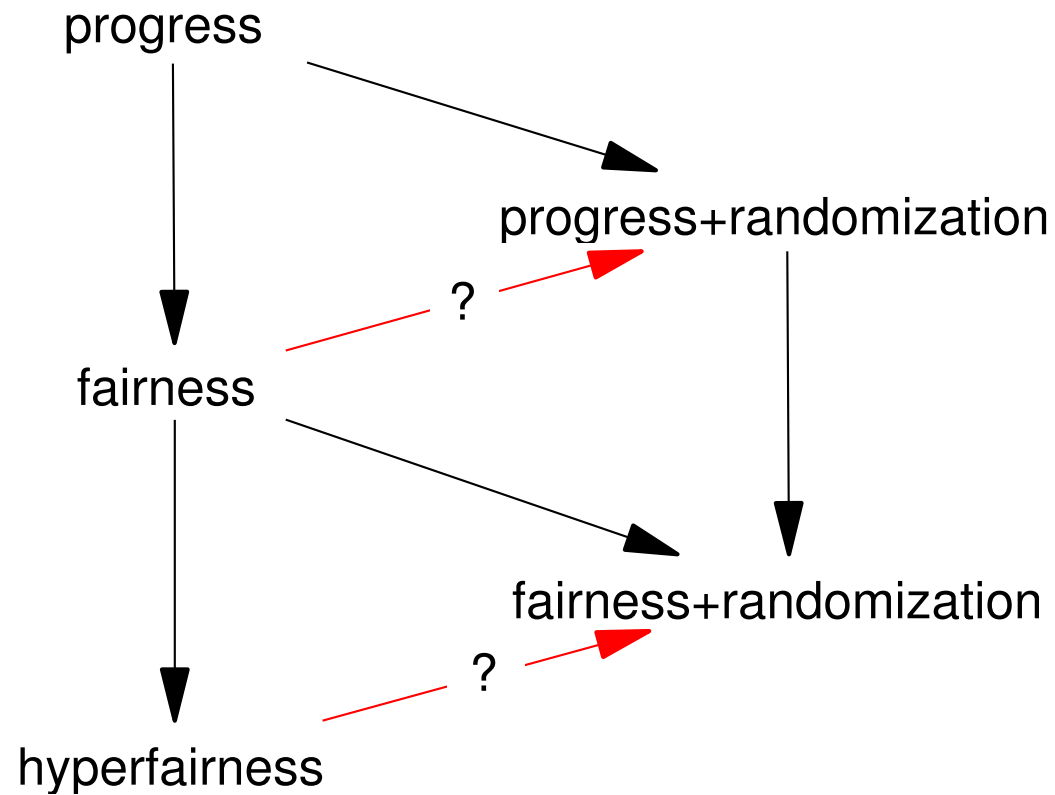 progress
progress+randomization
?
fairness
fairness+randomization
?
hyperfairness